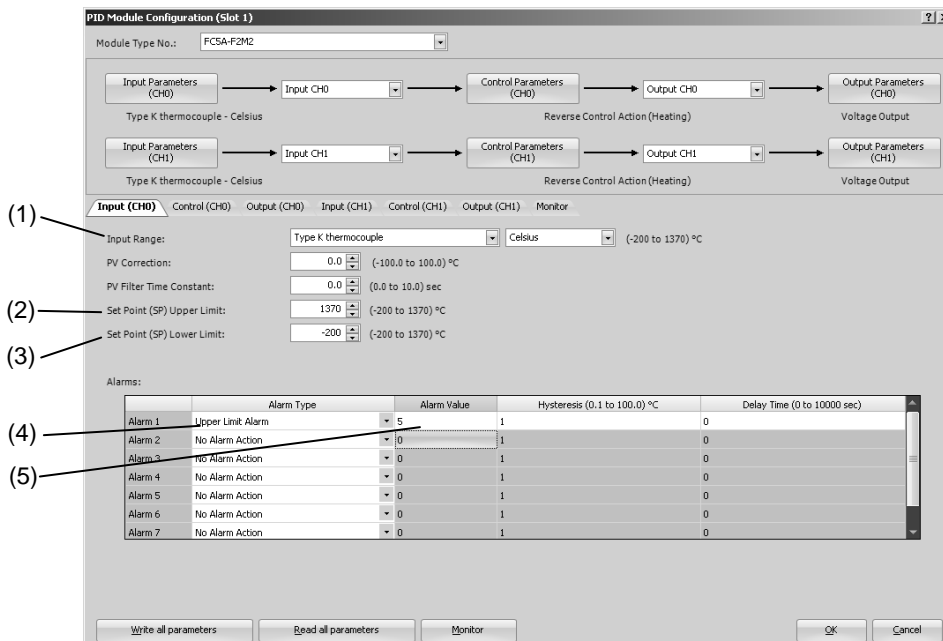 PID Module Configuration (Slot 1)
Module Type No.: FC5A-F2M2
Input Parameters (CH0) Input CH0 Control Parameters (CH0) Output CH0 Output Parameters (CH0)
Type K thermocouple - Celsius Reverse Control Action (Heating) Voltage Output
Input Parameters (CH1) Input CH1 Control Parameters (CH1) Output CH1 Output Parameters (CH1)
Type K thermocouple - Celsius Reverse Control Action (Heating) Voltage Output
Input (CH0) Control (CH0) Output (CH0) Input (CH1) Control (CH1) Output (CH1) Monitor
(1) Input Range: Type K thermocouple Celsius (-200 to 1370) °C
PV Correction: 0.0 (-100.0 to 100.0) °C
PV Filter Time Constant: 0.0 (0.0 to 10.0) sec
(2) Set Point (SP) Upper Limit: 1370 (-200 to 1370) °C
(3) Set Point (SP) Lower Limit: -200 (-200 to 1370) °C
Alarms:
Alarm Type Alarm Value Hysteresis (0.1 to 100.0) °C Delay Time (0 to 10000 sec)
(4) Alarm 1 Upper Limit Alarm 5 1 0
Alarm 2 No Alarm Action 0 1 0
Alarm 3 No Alarm Action 0 1 0
(5) Alarm 4 No Alarm Action 0 1 0
Alarm 5 No Alarm Action 0 1 0
Alarm 6 No Alarm Action 0 1 0
Alarm 7 No Alarm Action 0 1 0
Write all parameters Read all parameters Monitor OK Cancel